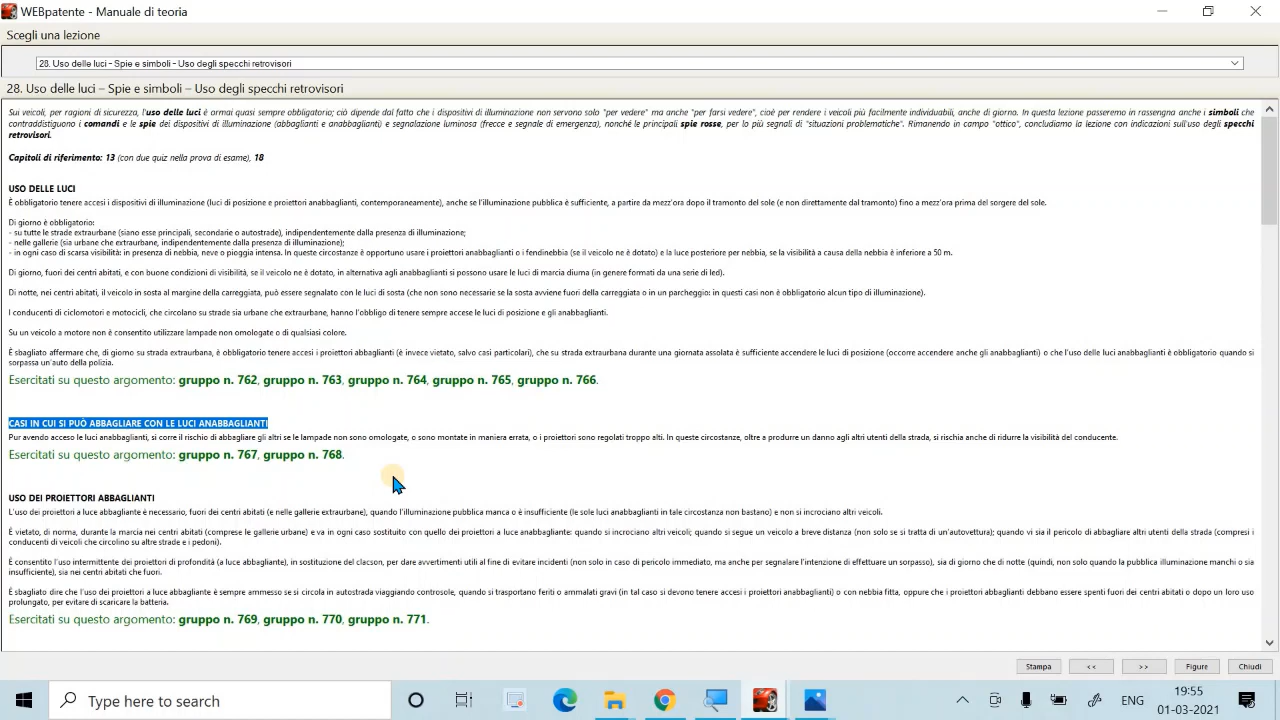 WEBpatente - Manuale di teoria
Scegli una lezione
28. Uso delle luci – Spie e simboli – Uso degli specchi retrovisori
28. Uso delle luci – Spie e simboli – Uso degli specchi retrovisori
Sui veicoli, per ragioni di sicurezza, l'uso delle luci è ormai quasi sempre obbligatorio; ciò dipende dal fatto che i dispositivi di illuminazione non servono solo "per vedere" ma anche "per farsi vedere", cioè per rendere i veicoli più facilmente individuabili, anche di giorno. In questa lezione passeremo in rassegna anche i simboli che
contraddistinguono i comandi e le spie dei dispositivi di illuminazione (abbaglianti e anabbaglianti) e segnalazione luminosa (frecce e segnale di emergenza), nonché le principali spie rosse, per lo più segnali di "situazioni problematiche". Rimanendo in campo "ottico", concludiamo la lezione con indicazioni sull'uso degli specchi
retrovisori.
Capitoli di riferimento: 13 (con due quiz nella prova di esame), 18
USO DELLE LUCI
È obbligatorio tenere accesi i dispositivi di illuminazione (luci di posizione e proiettori anabbaglianti, contemporaneamente), anche se l'illuminazione pubblica è sufficiente, a partire da mezz'ora dopo il tramonto del sole (e non direttamente dal tramonto) fino a mezz'ora prima del sorgere del sole.
Di giorno è obbligatorio:
- su tutte le strade extraurbane (siano esse principali, secondarie o autostrade), indipendentemente dalla presenza di illuminazione;
- nelle gallerie (sia urbane che extraurbane, indipendentemente dalla presenza di illuminazione);
- in ogni caso di scarsa visibilità: in presenza di nebbia, neve o pioggia intensa. In queste circostanze è opportuno usare i proiettori anabbaglianti o i fendinebbia (se il veicolo ne è dotato) e la luce posteriore per nebbia, se la visibilità a causa della nebbia è inferiore a 50 m.
Di giorno, fuori dei centri abitati, e con buone condizioni di visibilità, se il veicolo ne è dotato, in alternativa agli anabbaglianti si possono usare le luci di marcia diurna (in genere formati da una serie di led).
Di notte, nei centri abitati, il veicolo in sosta al margine della carreggiata, può essere segnalato con le luci di sosta (che non sono necessarie se la sosta avviene fuori della carreggiata o in un parcheggio: in questi casi non è obbligatorio alcun tipo di illuminazione).
I conducenti di ciclomotori e motocicli, che circolano su strade sia urbane che extraurbane, hanno l'obbligo di tenere sempre accese le luci di posizione e gli anabbaglianti.
Su un veicolo a motore non è consentito utilizzare lampade non omologate o di qualsiasi colore.
È sbagliato affermare che, di giorno su strada extraurbana, è obbligatorio tenere accesi i proiettori abbaglianti (è invece vietato, salvo casi particolari), che su strada extraurbana durante una giornata assolata è sufficiente accendere le luci di posizione (occorre accendere anche gli anabbaglianti) o che l'uso delle luci anabbaglianti è obbligatorio quando si
sorpassa un'auto della polizia.
Esercitati su questo argomento: gruppo n. 762, gruppo n. 763, gruppo n. 764, gruppo n. 765, gruppo n. 766.
CASI IN CUI SI PUÒ ABBAGLIARE CON LE LUCI ANABBAGLIANTI
Pur avendo acceso le luci anabbaglianti, si corre il rischio di abbagliare gli altri se le lampade non sono omologate, o sono montate in maniera errata, o i proiettori sono regolati troppo alti. In queste circostanze, oltre a produrre un danno agli altri utenti della strada, si rischia anche di ridurre la visibilità del conducente.
Esercitati su questo argomento: gruppo n. 767, gruppo n. 768.
USO DEI PROIETTORI ABBAGLIANTI
L'uso dei proiettori a luce abbagliante è necessario, fuori dei centri abitati (e nelle gallerie extraurbane), quando l'illuminazione pubblica manca o è insufficiente (le sole luci anabbaglianti in tale circostanza non bastano) e non si incrociano altri veicoli.
È vietato, di norma, durante la marcia nei centri abitati (comprese le gallerie urbane) e va in ogni caso sostituito con quello dei proiettori a luce anabbagliante: quando si incrociano altri veicoli; quando si segue un veicolo a breve distanza (non solo se si tratta di un'autovettura); quando vi sia il pericolo di abbagliare altri utenti della strada (compresi i
conducenti di veicoli che circolino su altre strade e i pedoni).
È consentito l'uso intermittente dei proiettori di profondità (a luce abbagliante), in sostituzione del clacson, per dare avvertimenti utili al fine di evitare incidenti (non solo in caso di pericolo immediato, ma anche per segnalare l'intenzione di effettuare un sorpasso), sia di giorno che di notte (quindi, non solo quando la pubblica illuminazione manchi o sia
insufficiente), sia nei centri abitati che fuori.
È sbagliato dire che l'uso dei proiettori a luce abbagliante è sempre ammesso se si circola in autostrada viaggiando controsole, quando si trasportano feriti o ammalati gravi (in tal caso si devono tenere accesi i proiettori anabbaglianti) o con nebbia fitta, oppure che i proiettori abbaglianti debbano essere spenti fuori dei centri abitati o dopo un loro uso
prolungato, per evitare di scaricare la batteria.
Esercitati su questo argomento: gruppo n. 769, gruppo n. 770, gruppo n. 771.
Stampa << >> Figure Chiudi
Type here to search
ENG
19:55
01-03-2021